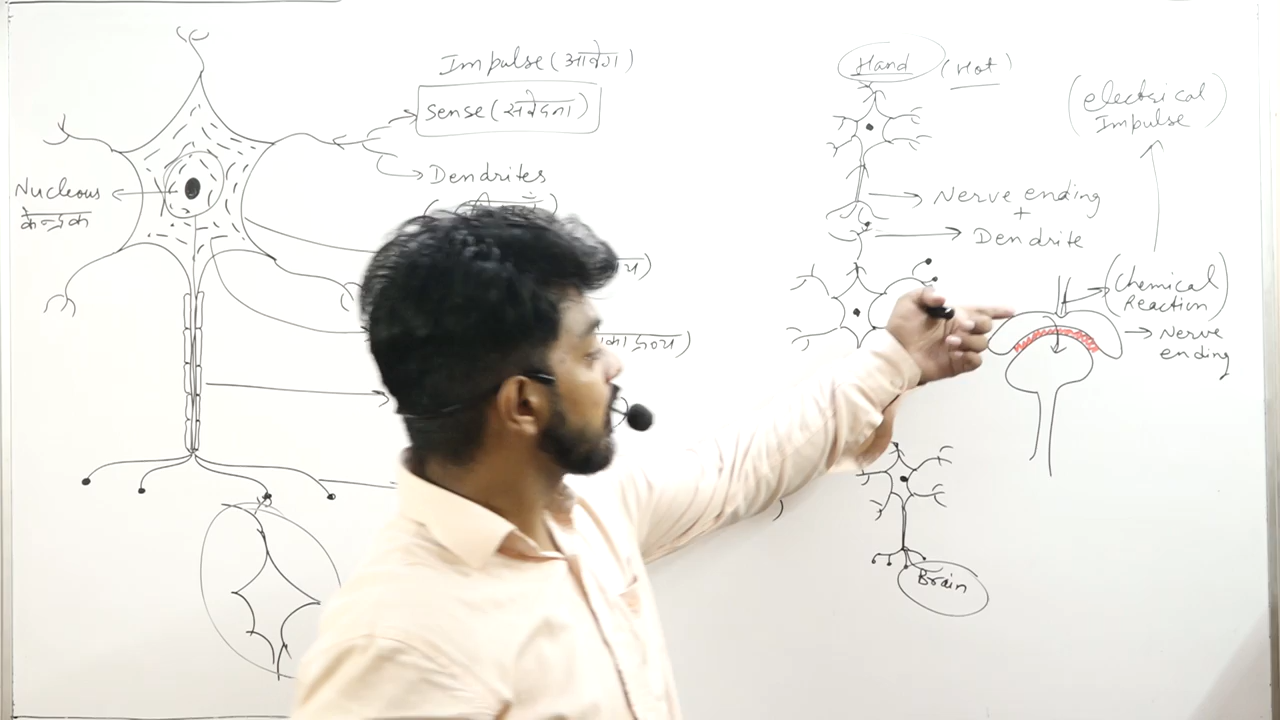 Impulse (आवेग)
Sense (संवेदना)
Dendrites
Nucleous
केन्द्रक
Hand (Hot)
(electrical
Impulse)
Nerve ending
+
Dendrite
(Chemical
Reaction)
Nerve
ending
Brain